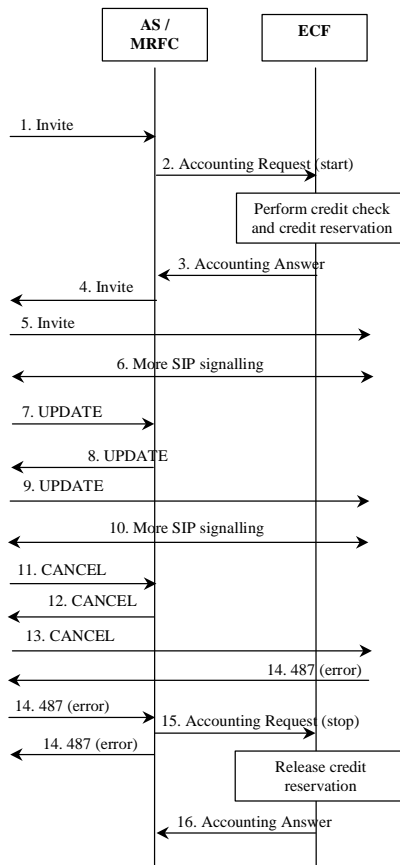 AS /
MRFC
ECF
1. Invite
2. Accounting Request (start)
Perform credit check
and credit reservation
3. Accounting Answer
4. Invite
5. Invite
6. More SIP signalling
7. UPDATE
8. UPDATE
9. UPDATE
10. More SIP signalling
11. CANCEL
12. CANCEL
13. CANCEL
14. 487 (error)
14. 487 (error)
15. Accounting Request (stop)
14. 487 (error)
Release credit
reservation
16. Accounting Answer